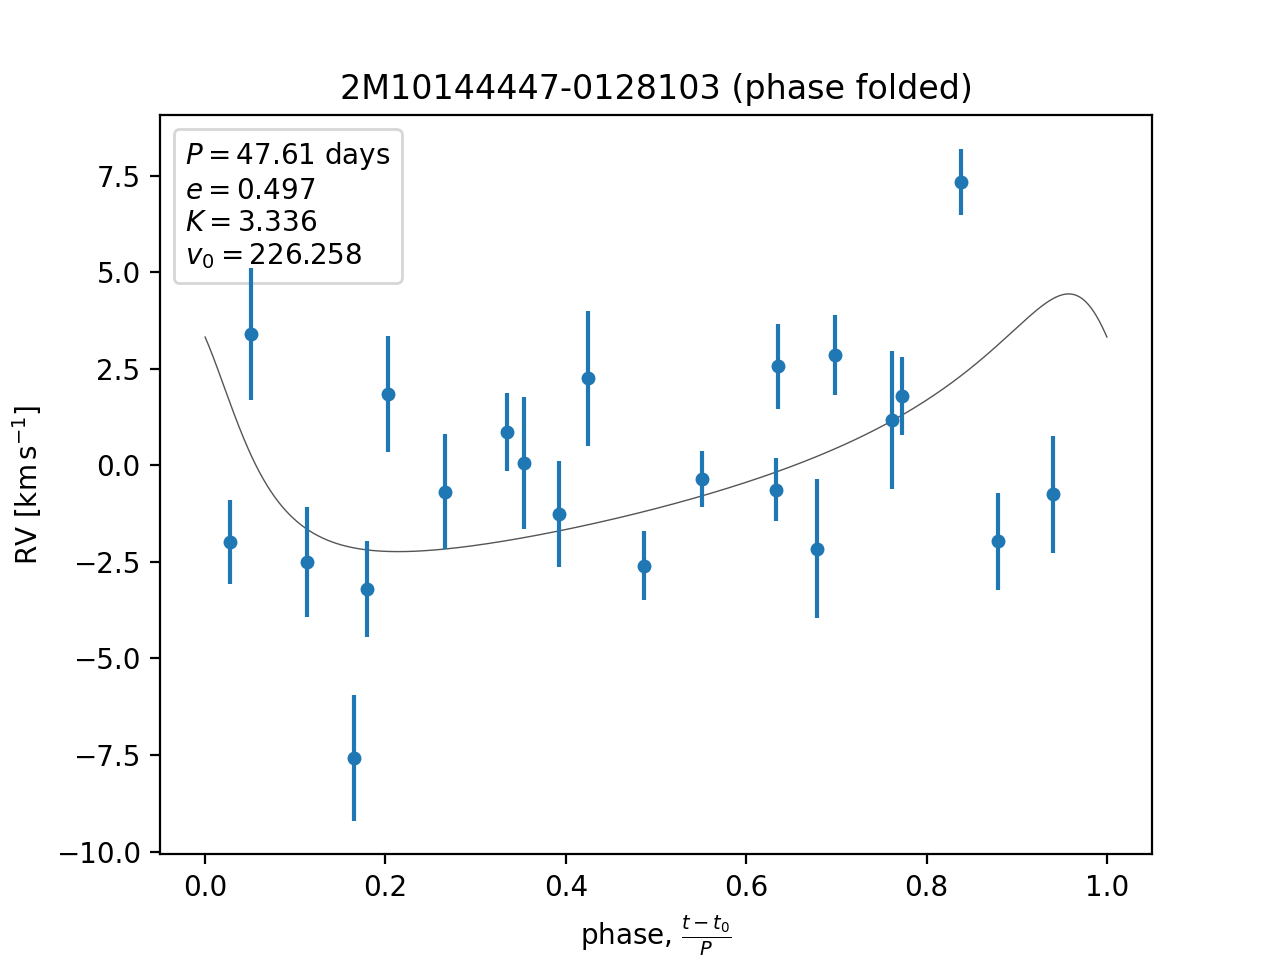 2M10144447-0128103 (phase folded)
P = 47.61 days
e = 0.497
K = 3.336
v₀ = 226.258
RV [km s⁻¹]
7.5
5.0
2.5
0.0
−2.5
−5.0
−7.5
−10.0
0.0 0.2 0.4 0.6 0.8 1.0
phase, (t − t₀)/P